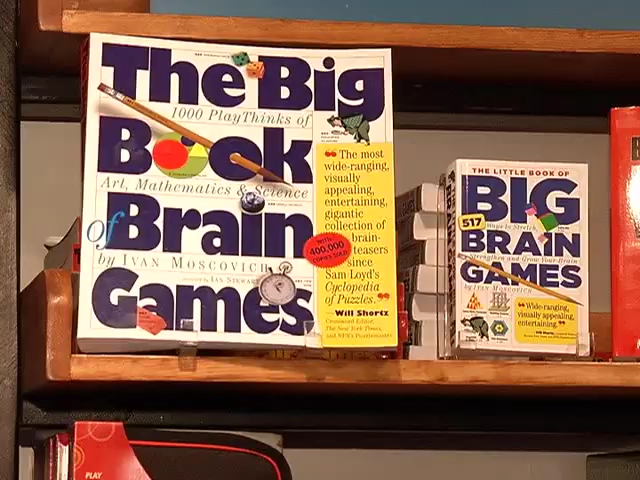 The Big
1000 PlayThinks of
Book
Art, Mathematics & Science
of Brain
by IVAN MOSCOVICH
Games
"The most
wide-ranging,
visually
appealing,
entertaining,
gigantic
collection of
brain-
teasers
since
Sam Loyd's
Cyclopedia
of Puzzles."
—Will Shortz
Crossword Editor,
The New York Times,
and NPR's Puzzlemaster
WITH
400,000
COPIES SOLD
THE LITTLE BOOK OF
BIG
517
Ways to Stretch,
BRAIN
Strengthen and Grow Your Brain
GAMES
by IVAN MOSCOVICH
"Wide-ranging,
visually appealing,
entertaining."
PLAY